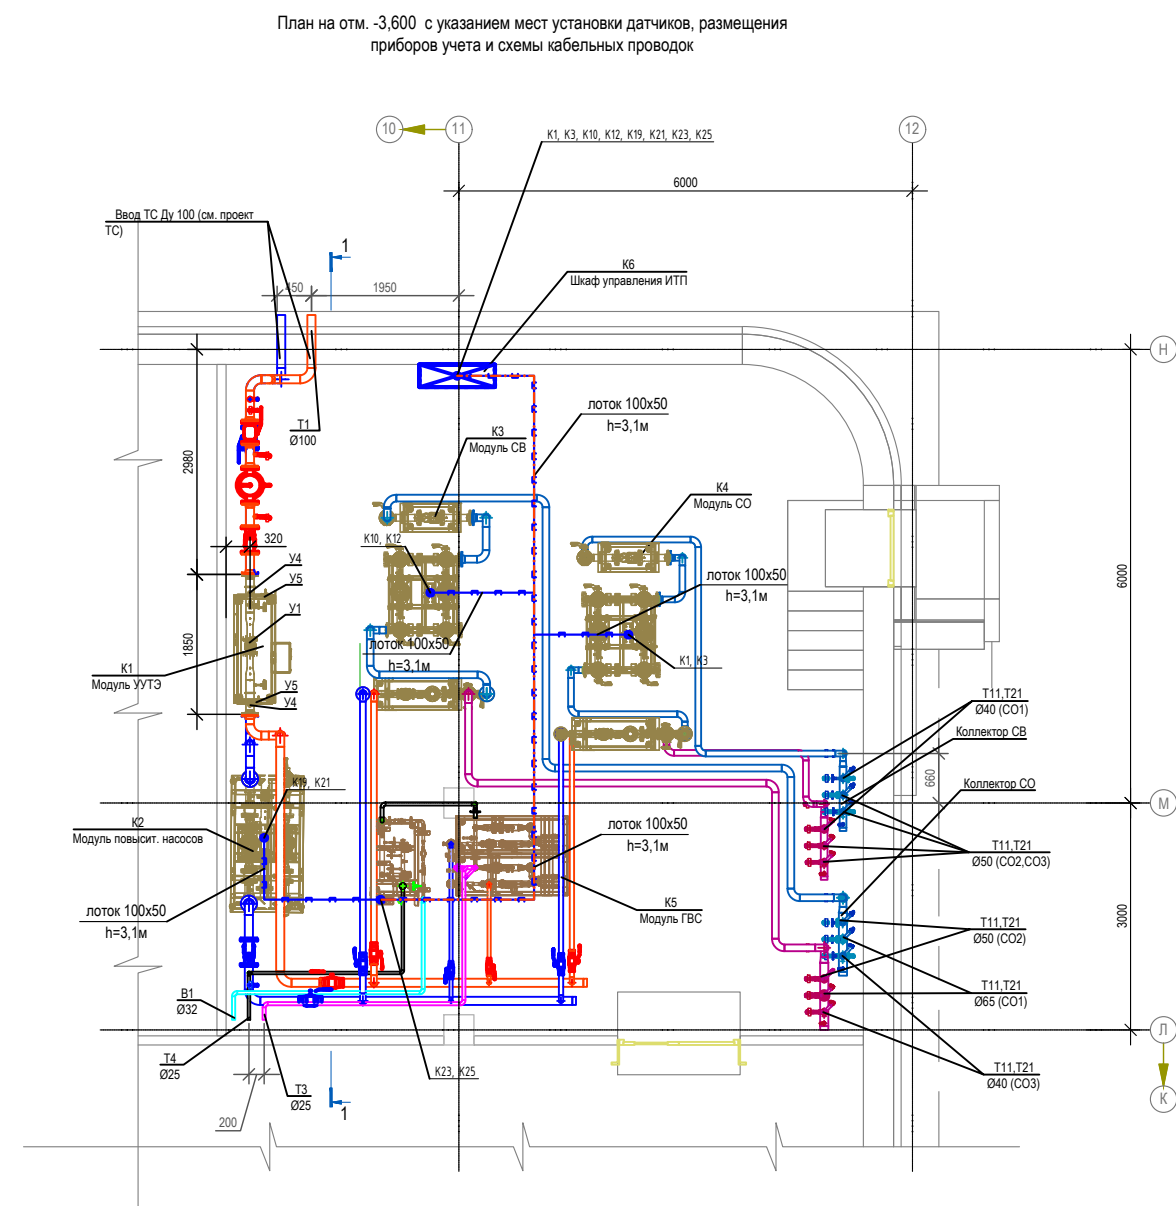 План на отм. -3,600 с указанием мест установки датчиков, размещения
приборов учета и схемы кабельных проводок
10
11
12
К1, К3, К10, К12, К19, К21, К23, К25
6000
Ввод ТС Ду 100 (см. проект
ТС)
1
450
1950
К6
Шкаф управления ИТП
Н
Т1
Ø100
К3
Модуль СВ
лоток 100х50
h=3,1м
2980
К4
Модуль СО
320
К10, К12
У4
У5
У1
лоток 100х50
h=3,1м
6000
1850
лоток 100х50
h=3,1м
К1
Модуль УУТЭ
К1, К3
У5
У4
Т11,Т21
Ø40 (СО1)
Коллектор СВ
660
К19, К21
Коллектор СО
М
К2
Модуль повысит. насосов
лоток 100х50
h=3,1м
Т11,Т21
Ø50 (СО2,СО3)
лоток 100х50
h=3,1м
К5
Модуль ГВС
Т11,Т21
Ø50 (СО2)
3000
В1
Ø32
Т11,Т21
Ø65 (СО1)
Л
Т4
Ø25
К23, К25
Т11,Т21
Ø40 (СО3)
Т3
Ø25
К
1
200